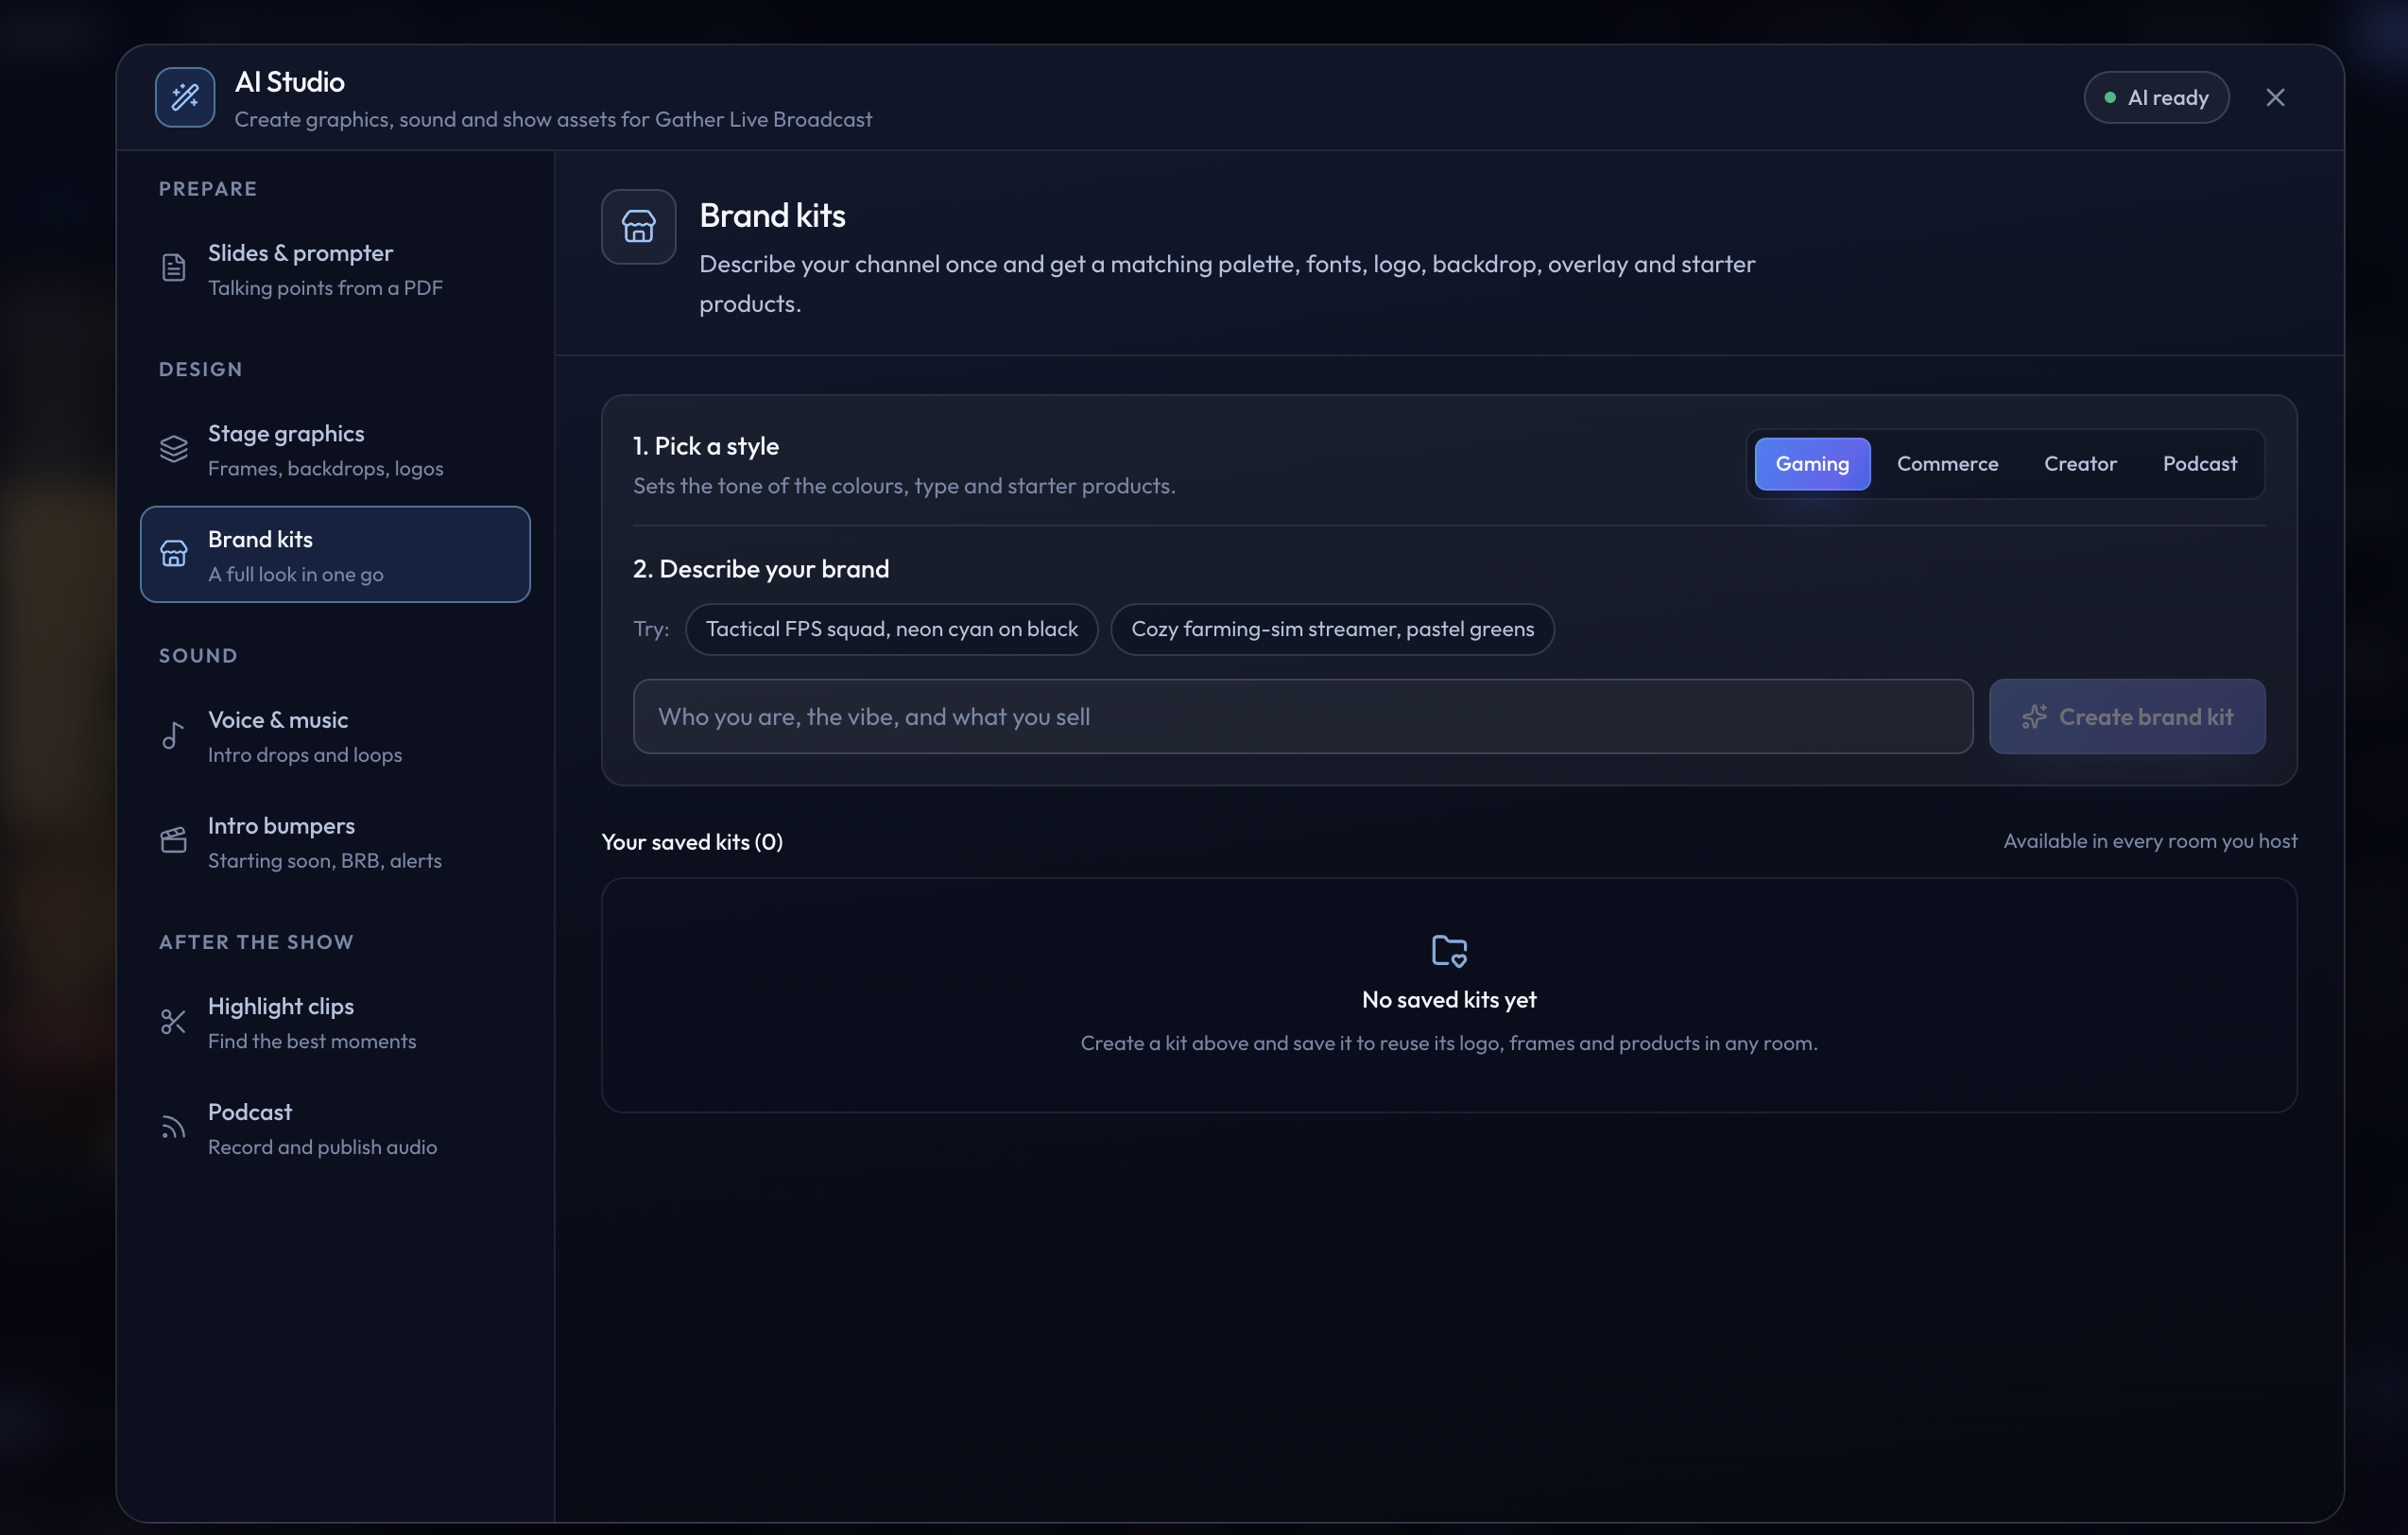 AI Studio
Create graphics, sound and show assets for Gather Live Broadcast
AI ready
PREPARE
Slides & prompter
Talking points from a PDF
DESIGN
Stage graphics
Frames, backdrops, logos
Brand kits
A full look in one go
SOUND
Voice & music
Intro drops and loops
Intro bumpers
Starting soon, BRB, alerts
AFTER THE SHOW
Highlight clips
Find the best moments
Podcast
Record and publish audio
Brand kits
Describe your channel once and get a matching palette, fonts, logo, backdrop, overlay and starter
products.
1. Pick a style
Sets the tone of the colours, type and starter products.
Gaming Commerce Creator Podcast
2. Describe your brand
Try: Tactical FPS squad, neon cyan on black Cozy farming-sim streamer, pastel greens
Who you are, the vibe, and what you sell
Create brand kit
Your saved kits (0)
Available in every room you host
No saved kits yet
Create a kit above and save it to reuse its logo, frames and products in any room.